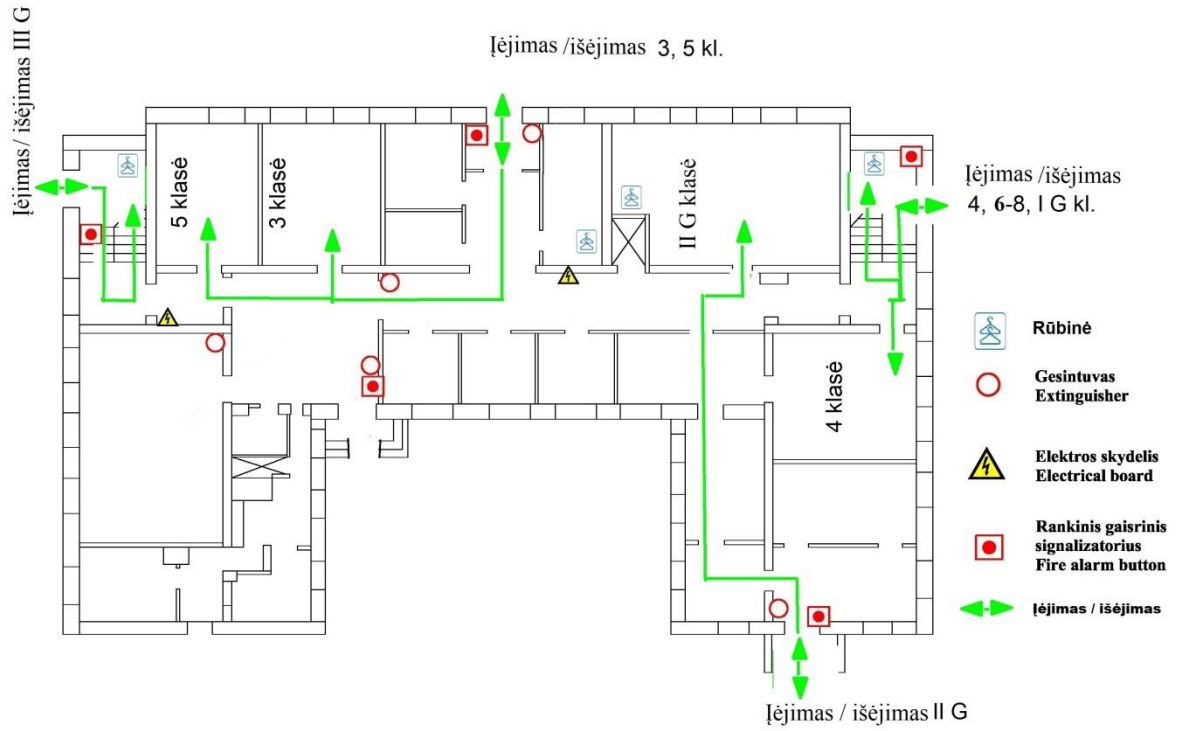 Įėjimas / išėjimas III G
Įėjimas /išėjimas 3, 5 kl.
5 klasė
3 klasė
II G klasė
Įėjimas /išėjimas
4, 6-8, I G kl.
4 klasė
Rūbinė
Gesintuvas
Extinguisher
Elektros skydelis
Electrical board
Rankinis gaisrinis
signalizatorius
Fire alarm button
Įėjimas / išėjimas
Įėjimas / išėjimas II G